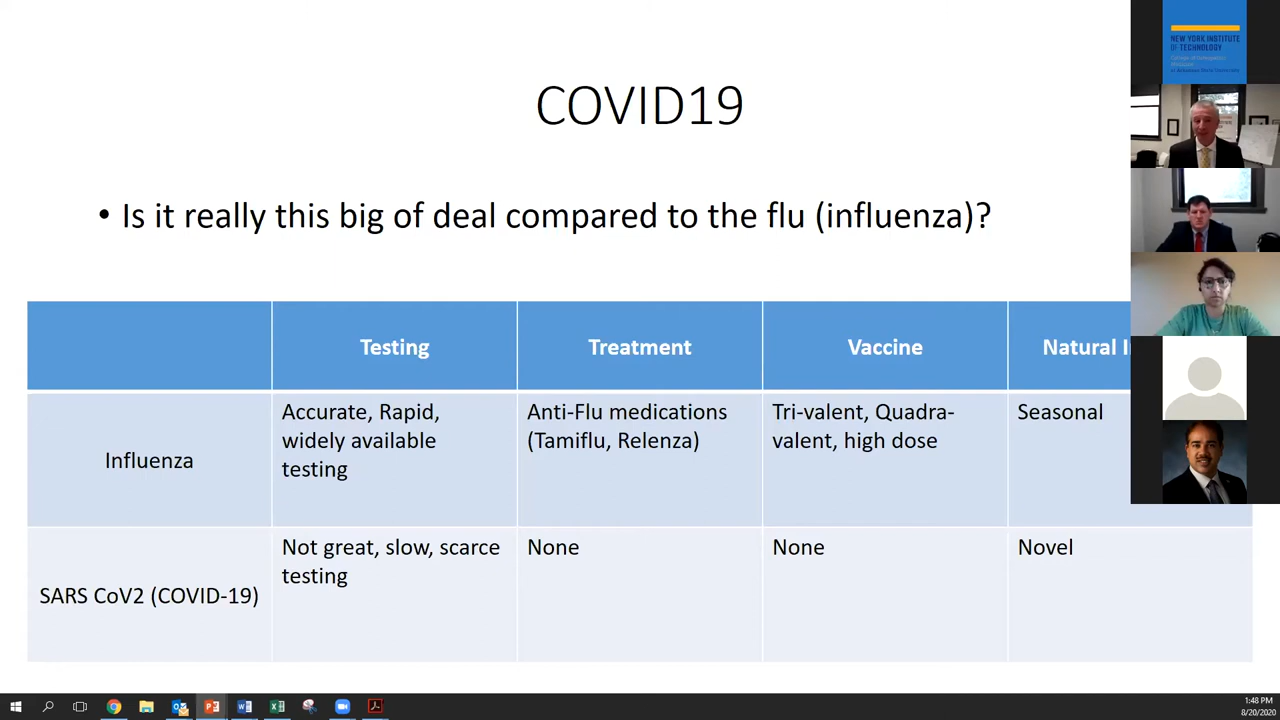 COVID19
• Is it really this big of deal compared to the flu (influenza)?
Testing
Treatment
Vaccine
Natural
Influenza
Accurate, Rapid,
widely available
testing
Anti-Flu medications
(Tamiflu, Relenza)
Tri-valent, Quadra-
valent, high dose
Seasonal
SARS CoV2 (COVID-19)
Not great, slow, scarce
testing
None
None
Novel
NEW YORK INSTITUTE
OF TECHNOLOGY
1:48 PM
8/20/2020